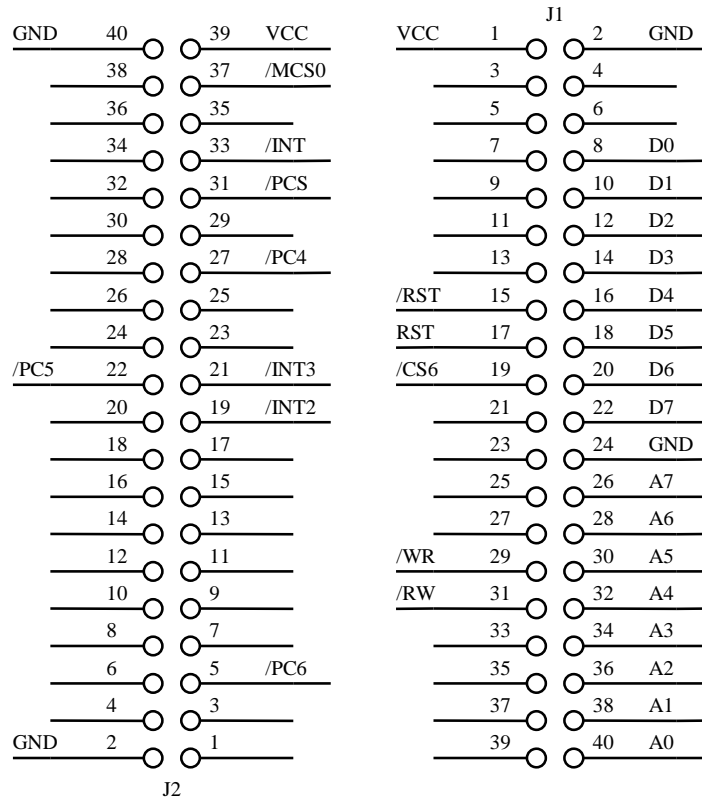 J1
GND 40 39 VCC VCC 1 2 GND
38 37 /MCS0 3 4
36 35 5 6
34 33 /INT 7 8 D0
32 31 /PCS 9 10 D1
30 29 11 12 D2
28 27 /PC4 13 14 D3
26 25 /RST 15 16 D4
24 23 RST 17 18 D5
/PC5 22 21 /INT3 /CS6 19 20 D6
20 19 /INT2 21 22 D7
18 17 23 24 GND
16 15 25 26 A7
14 13 27 28 A6
12 11 /WR 29 30 A5
10 9 /RW 31 32 A4
8 7 33 34 A3
6 5 /PC6 35 36 A2
4 3 37 38 A1
GND 2 1 39 40 A0
J2